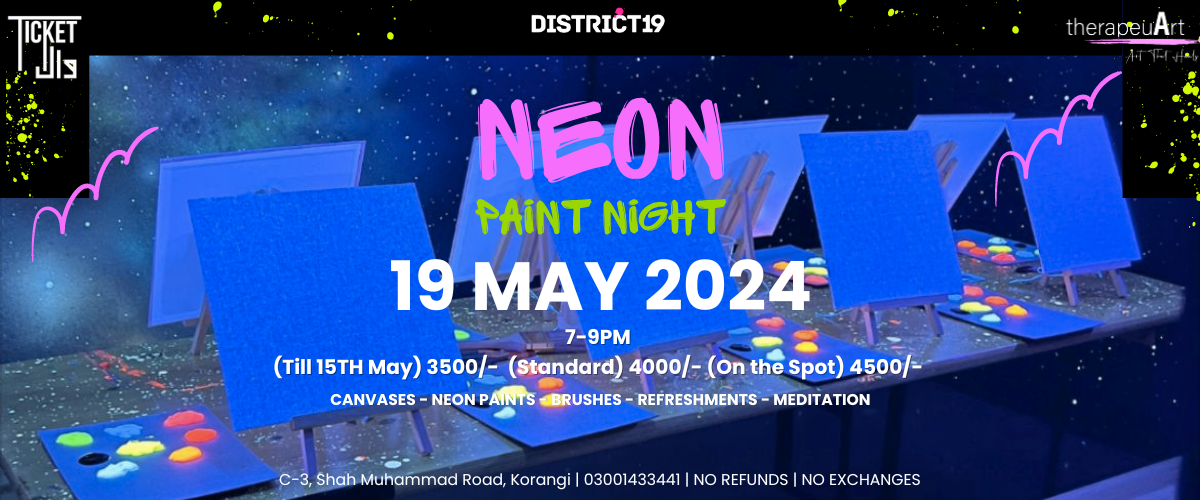 TICKET
والا
DISTRICT19
therapeuArt
NEON
PAINT NIGHT
19 MAY 2024
7-9PM
(Till 15TH May) 3500/- (Standard) 4000/- (On the Spot) 4500/-
CANVASES - NEON PAINTS - BRUSHES - REFRESHMENTS - MEDITATION
C-3, Shah Muhammad Road, Korangi | 03001433441 | NO REFUNDS | NO EXCHANGES